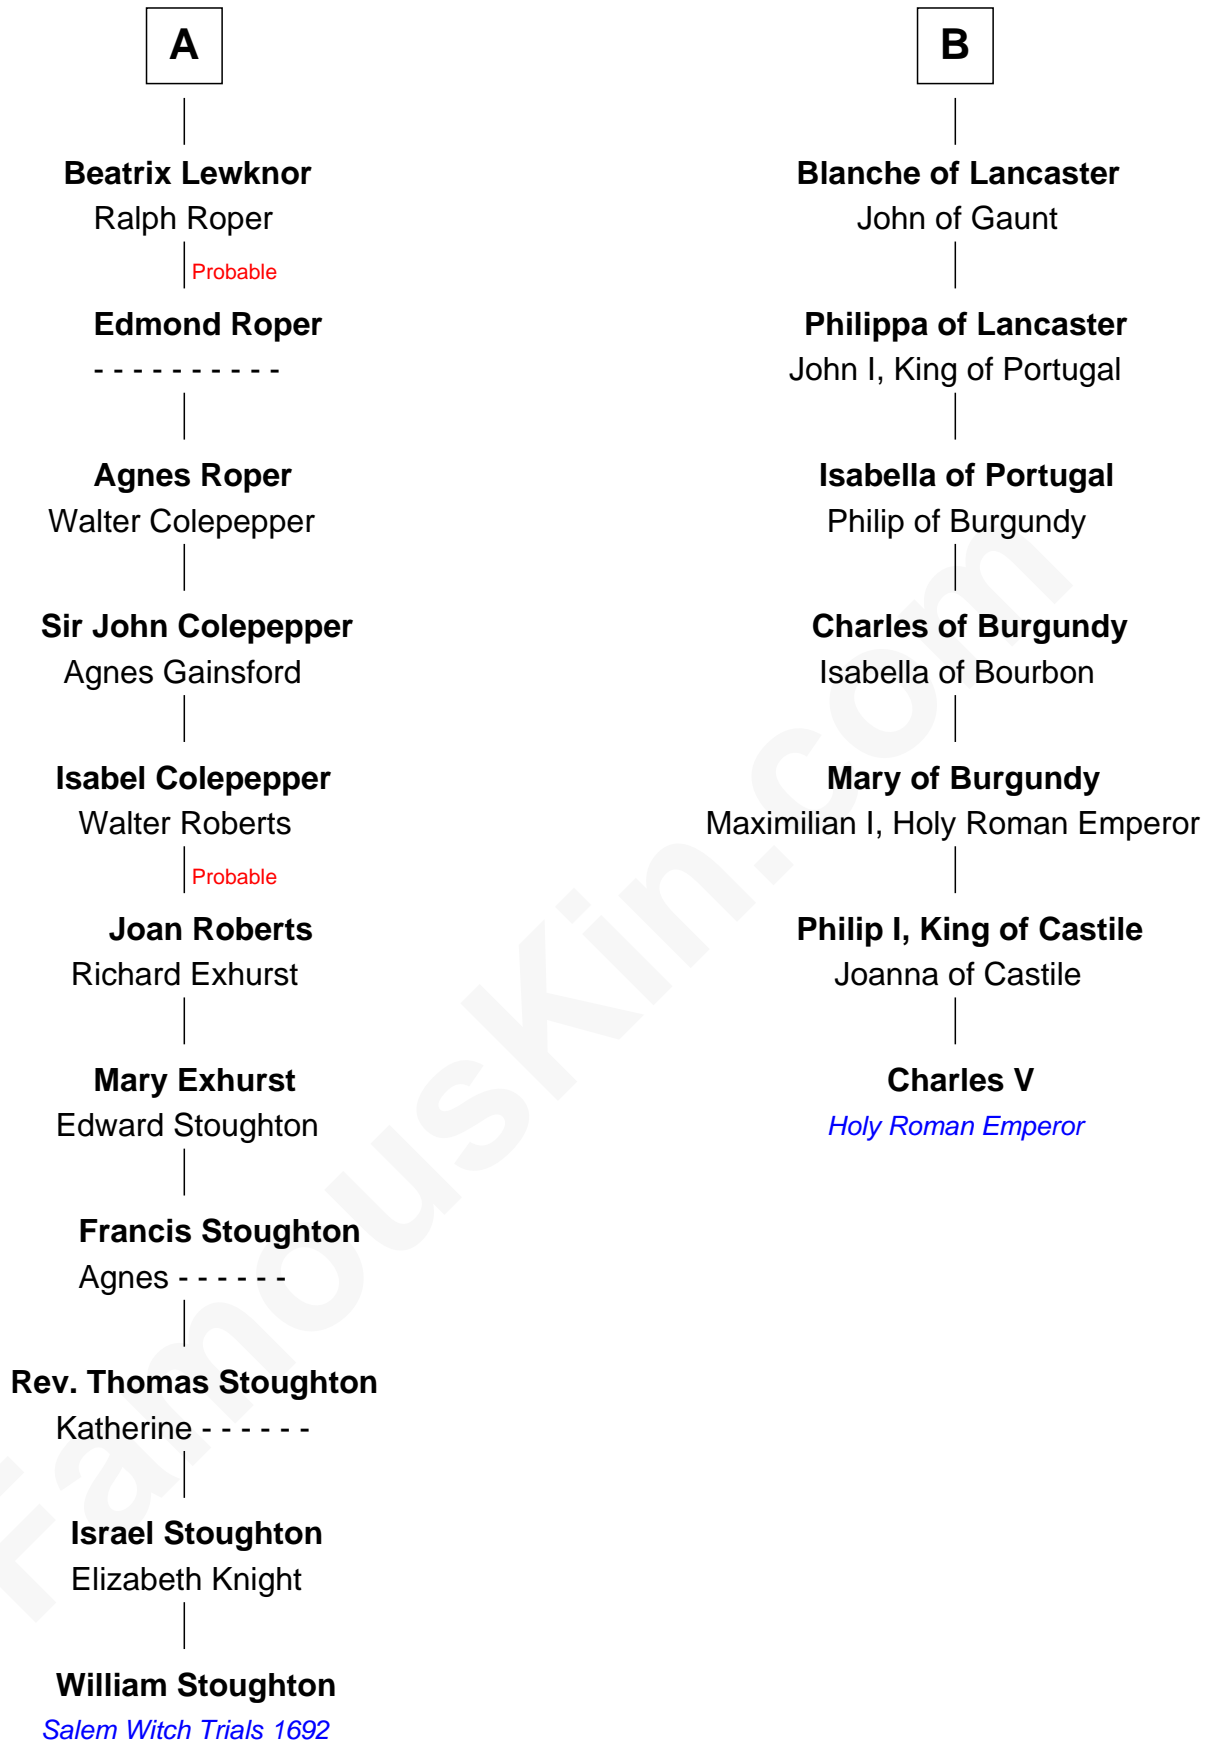 A
Beatrix Lewknor
Ralph Roper
Probable
Edmond Roper
- - - - - - - - - -
Agnes Roper
Walter Colepepper
Sir John Colepepper
Agnes Gainsford
Isabel Colepepper
Walter Roberts
Probable
Joan Roberts
Richard Exhurst
Mary Exhurst
Edward Stoughton
Francis Stoughton
Agnes - - - - - -
Rev. Thomas Stoughton
Katherine - - - - - -
Israel Stoughton
Elizabeth Knight
William Stoughton
Salem Witch Trials 1692
B
Blanche of Lancaster
John of Gaunt
Philippa of Lancaster
John I, King of Portugal
Isabella of Portugal
Philip of Burgundy
Charles of Burgundy
Isabella of Bourbon
Mary of Burgundy
Maximilian I, Holy Roman Emperor
Philip I, King of Castile
Joanna of Castile
Charles V
Holy Roman Emperor
FamousKin.com